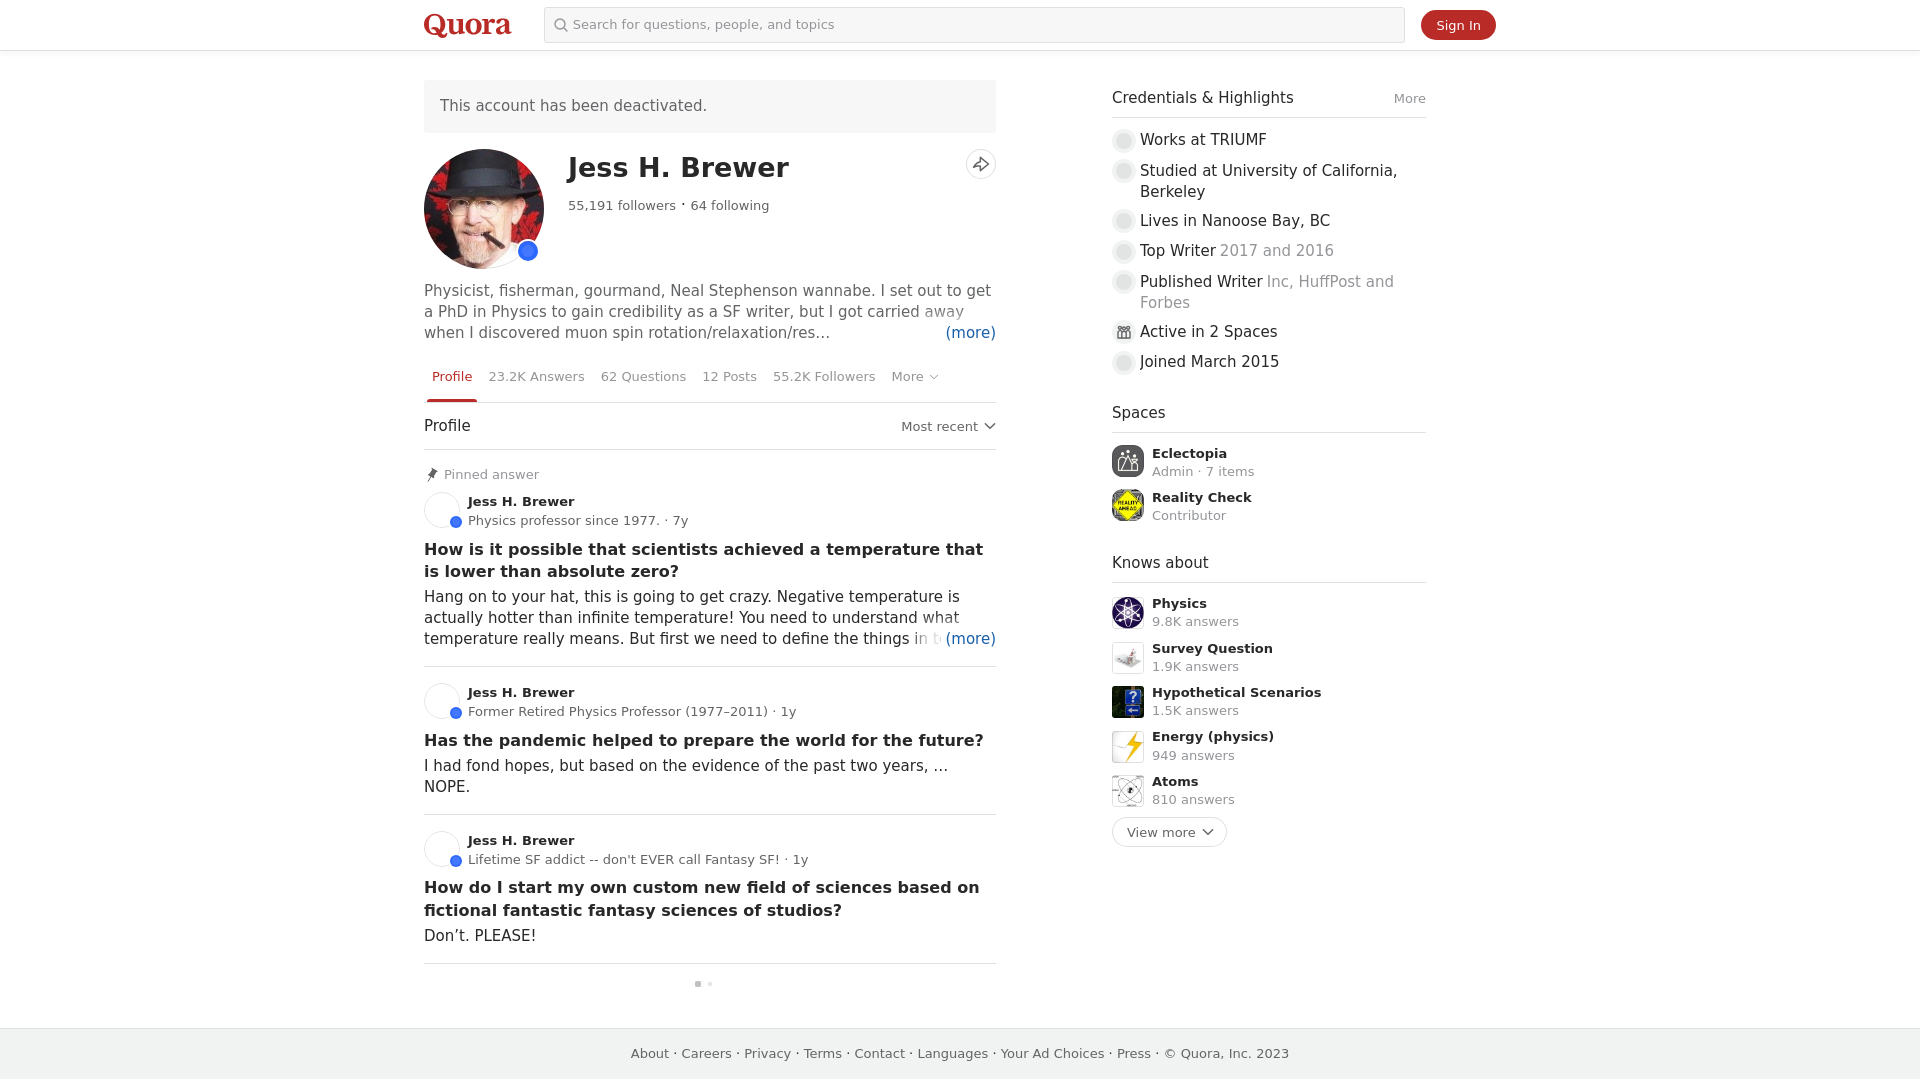 Quora
Search for questions, people, and topics
Sign In
This account has been deactivated.
Jess H. Brewer
55,191 followers · 64 following
Physicist, fisherman, gourmand, Neal Stephenson wannabe. I set out to get
a PhD in Physics to gain credibility as a SF writer, but I got carried away
when I discovered muon spin rotation/relaxation/res…
(more)
Profile
23.2K Answers
62 Questions
12 Posts
55.2K Followers
More
Profile
Most recent
Pinned answer
Jess H. Brewer
Physics professor since 1977. · 7y
How is it possible that scientists achieved a temperature that
is lower than absolute zero?
Hang on to your hat, this is going to get crazy. Negative temperature is
actually hotter than infinite temperature! You need to understand what
temperature really means. But first we need to define the things in
(more)
Jess H. Brewer
Former Retired Physics Professor (1977–2011) · 1y
Has the pandemic helped to prepare the world for the future?
I had fond hopes, but based on the evidence of the past two years, …
NOPE.
Jess H. Brewer
Lifetime SF addict -- don't EVER call Fantasy SF! · 1y
How do I start my own custom new field of sciences based on
fictional fantastic fantasy sciences of studios?
Don’t. PLEASE!
Credentials & Highlights
More
Works at TRIUMF
Studied at University of California,
Berkeley
Lives in Nanoose Bay, BC
Top Writer 2017 and 2016
Published Writer Inc, HuffPost and
Forbes
Active in 2 Spaces
Joined March 2015
Spaces
Eclectopia
Admin · 7 items
REALITY
AHEAD
Reality Check
Contributor
Knows about
Physics
9.8K answers
Survey Question
1.9K answers
?
Hypothetical Scenarios
1.5K answers
Energy (physics)
949 answers
Atoms
810 answers
View more
About · Careers · Privacy · Terms · Contact · Languages · Your Ad Choices · Press · © Quora, Inc. 2023